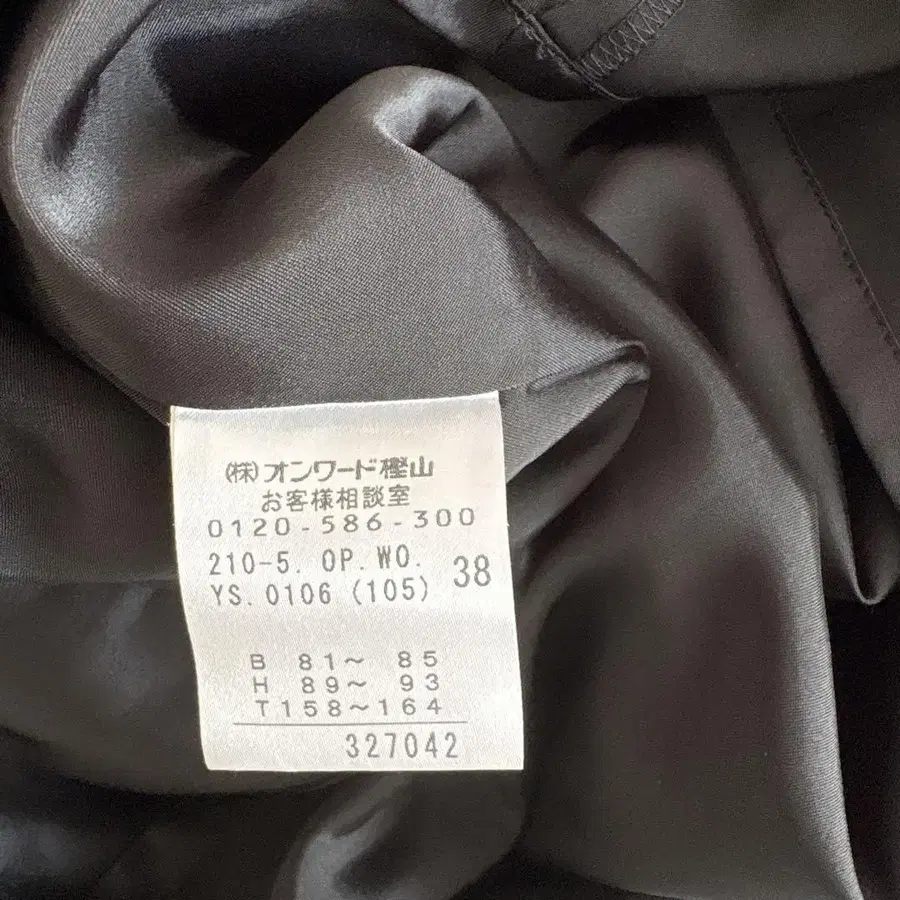 (株)オンワード樫山
お客様相談室
0120-586-300
210-5. OP. WO. 38
YS. 0106 (105)
B 81～ 85
H 89～ 93
T158～164
327042